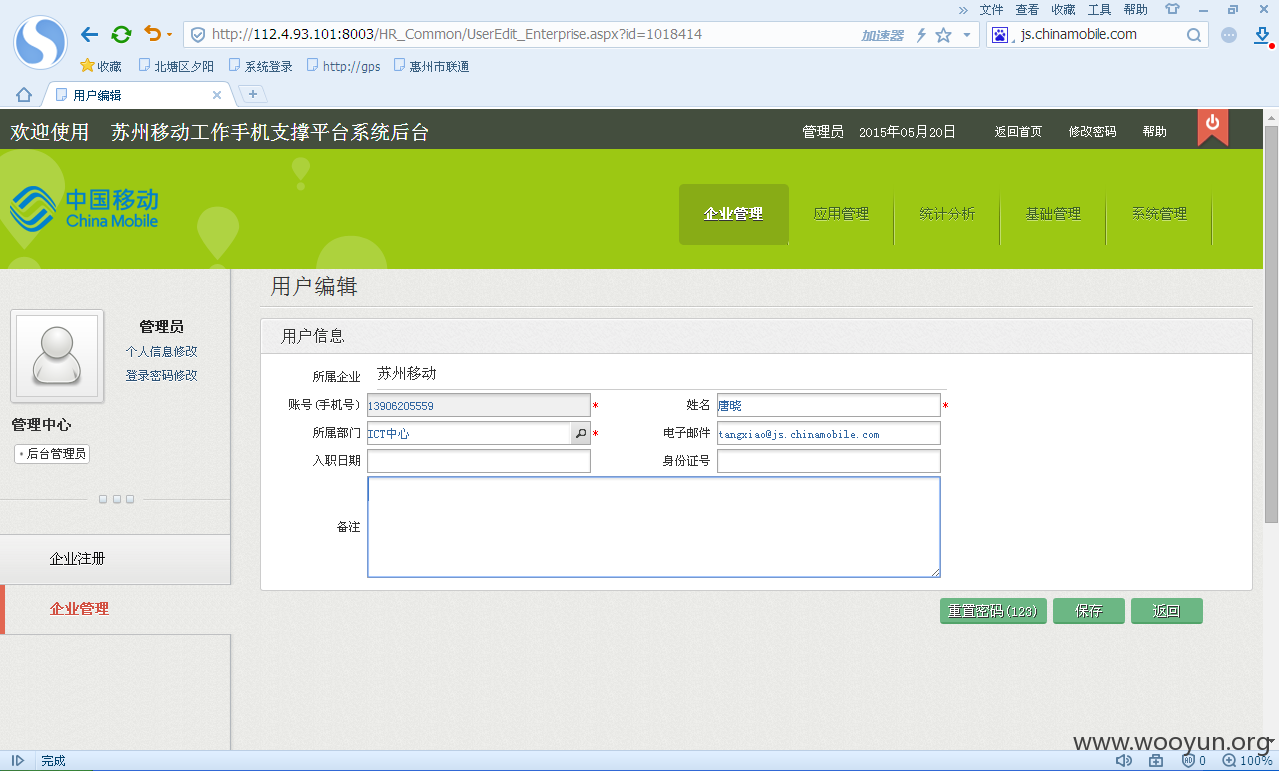 » 文件 查看 收藏 工具 帮助
http://112.4.93.101:8003/HR_Common/UserEdit_Enterprise.aspx?id=1018414 加速器 js.chinamobile.com
收藏 北塘区夕阳 系统登录 http://gps 惠州市联通
用户编辑
欢迎使用 苏州移动工作手机支撑平台系统后台 管理员 2015年05月20日 返回首页 修改密码 帮助
中国移动
China Mobile
企业管理 应用管理 统计分析 基础管理 系统管理
用户编辑
管理员
个人信息修改
登录密码修改
管理中心
后台管理员
企业注册
企业管理
用户信息
所属企业 苏州移动
账号(手机号) 13906205559 * 姓名 唐晓 *
所属部门 ICT中心 * 电子邮件 tangxiao@js.chinamobile.com
入职日期 身份证号
备注
重置密码(123) 保存 返回
www.wooyun.org
完成 0 100%